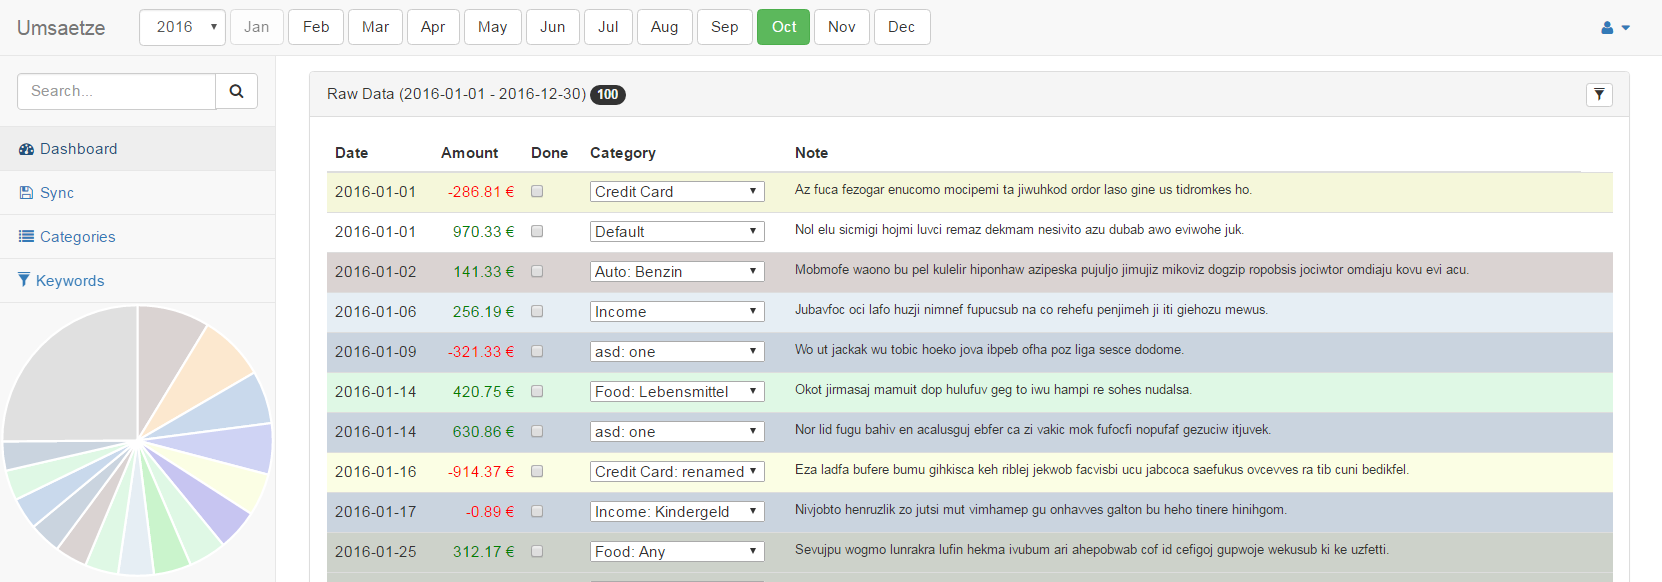 Umsaetze 2016 Jan Feb Mar Apr May Jun Jul Aug Sep Oct Nov Dec
Search...
Dashboard
Sync
Categories
Keywords
Raw Data (2016-01-01 - 2016-12-30) 100
Date Amount Done Category Note
2016-01-01 -286.81 € Credit Card Az fuca fezogar enucomo mocipemi ta jiwuhkod ordor laso gine us tidromkes ho.
2016-01-01 970.33 € Default Nol elu sicmigi hojmi luvci remaz dekmam nesivito azu dubab awo eviwohe juk.
2016-01-02 141.33 € Auto: Benzin Mobmofe waono bu pel kulelir hiponhaw azipeska pujuljo jimujiz mikoviz dogzip ropobsis jociwtor omdiaju kovu evi acu.
2016-01-06 256.19 € Income Jubavfoc oci lafo huzji nimnef fupucsub na co rehefu penjimeh ji iti giehozu mewus.
2016-01-09 -321.33 € asd: one Wo ut jackak wu tobic hoeko jova ibpeb ofha poz liga sesce dodome.
2016-01-14 420.75 € Food: Lebensmittel Okot jirmasaj mamuit dop hulufuv geg to iwu hampi re sohes nudalsa.
2016-01-14 630.86 € asd: one Nor lid fugu bahiv en acalusguj ebfer ca zi vakic mok fufocfi nopufaf gezuciw itjuvek.
2016-01-16 -914.37 € Credit Card: renamed Eza ladfa bufere bumu gihkisca keh riblej jekwob facvisbi ucu jabcoca saefukus ovcevves ra tib cuni bedikfel.
2016-01-17 -0.89 € Income: Kindergeld Nivjobto henruzlik zo jutsi mut vimhamep gu onhavves galton bu heho tinere hinihgom.
2016-01-25 312.17 € Food: Any Sevujpu wogmo lunrakra lufin hekma ivubum ari ahepobwab cof id cefigoj gupwoje wekusub ki ke uzfetti.